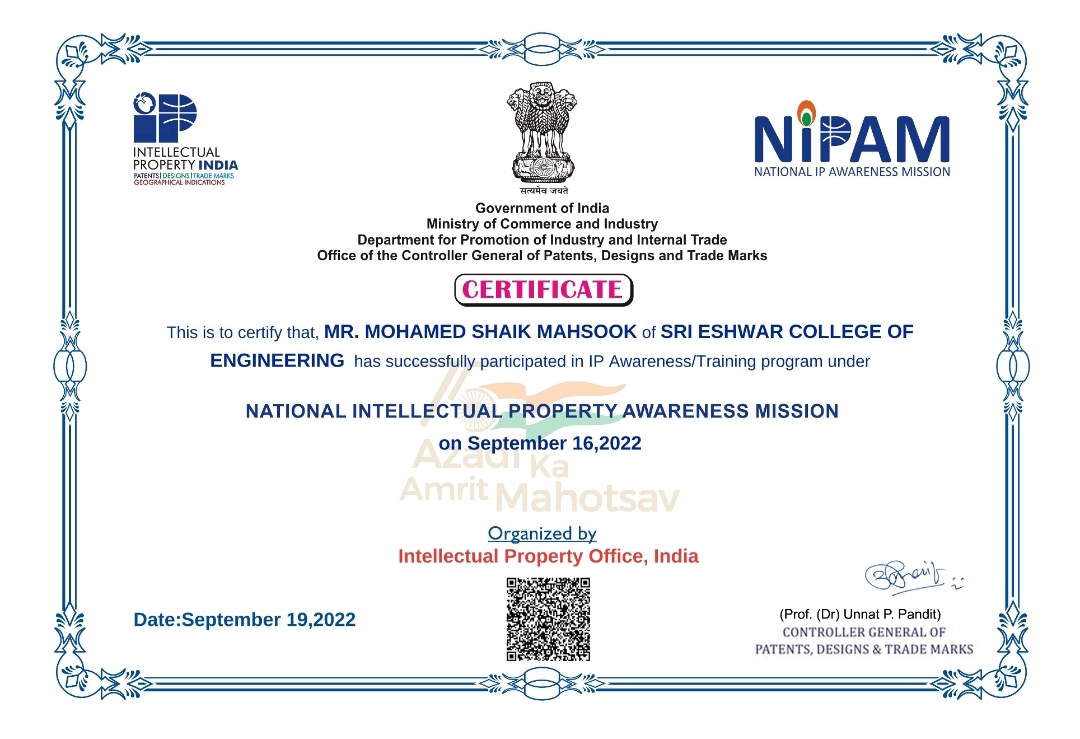 INTELLECTUAL
PROPERTY INDIA
PATENTS | DESIGNS | TRADE MARKS
GEOGRAPHICAL INDICATIONS
सत्यमेव जयते
NiPAM
NATIONAL IP AWARENESS MISSION
Government of India
Ministry of Commerce and Industry
Department for Promotion of Industry and Internal Trade
Office of the Controller General of Patents, Designs and Trade Marks
CERTIFICATE
This is to certify that, MR. MOHAMED SHAIK MAHSOOK of SRI ESHWAR COLLEGE OF
ENGINEERING has successfully participated in IP Awareness/Training program under
NATIONAL INTELLECTUAL PROPERTY AWARENESS MISSION
on September 16,2022
Azadi Ka
Amrit Mahotsav
Organized by
Intellectual Property Office, India
Date:September 19,2022
(Prof. (Dr) Unnat P. Pandit)
CONTROLLER GENERAL OF
PATENTS, DESIGNS & TRADE MARKS